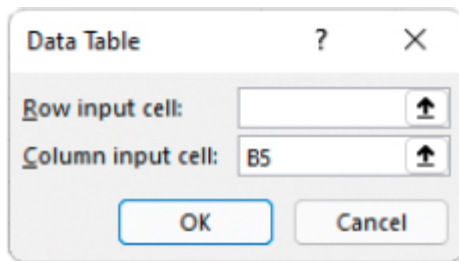 Data Table ?
Row input cell:
Column input cell: B5
OK Cancel